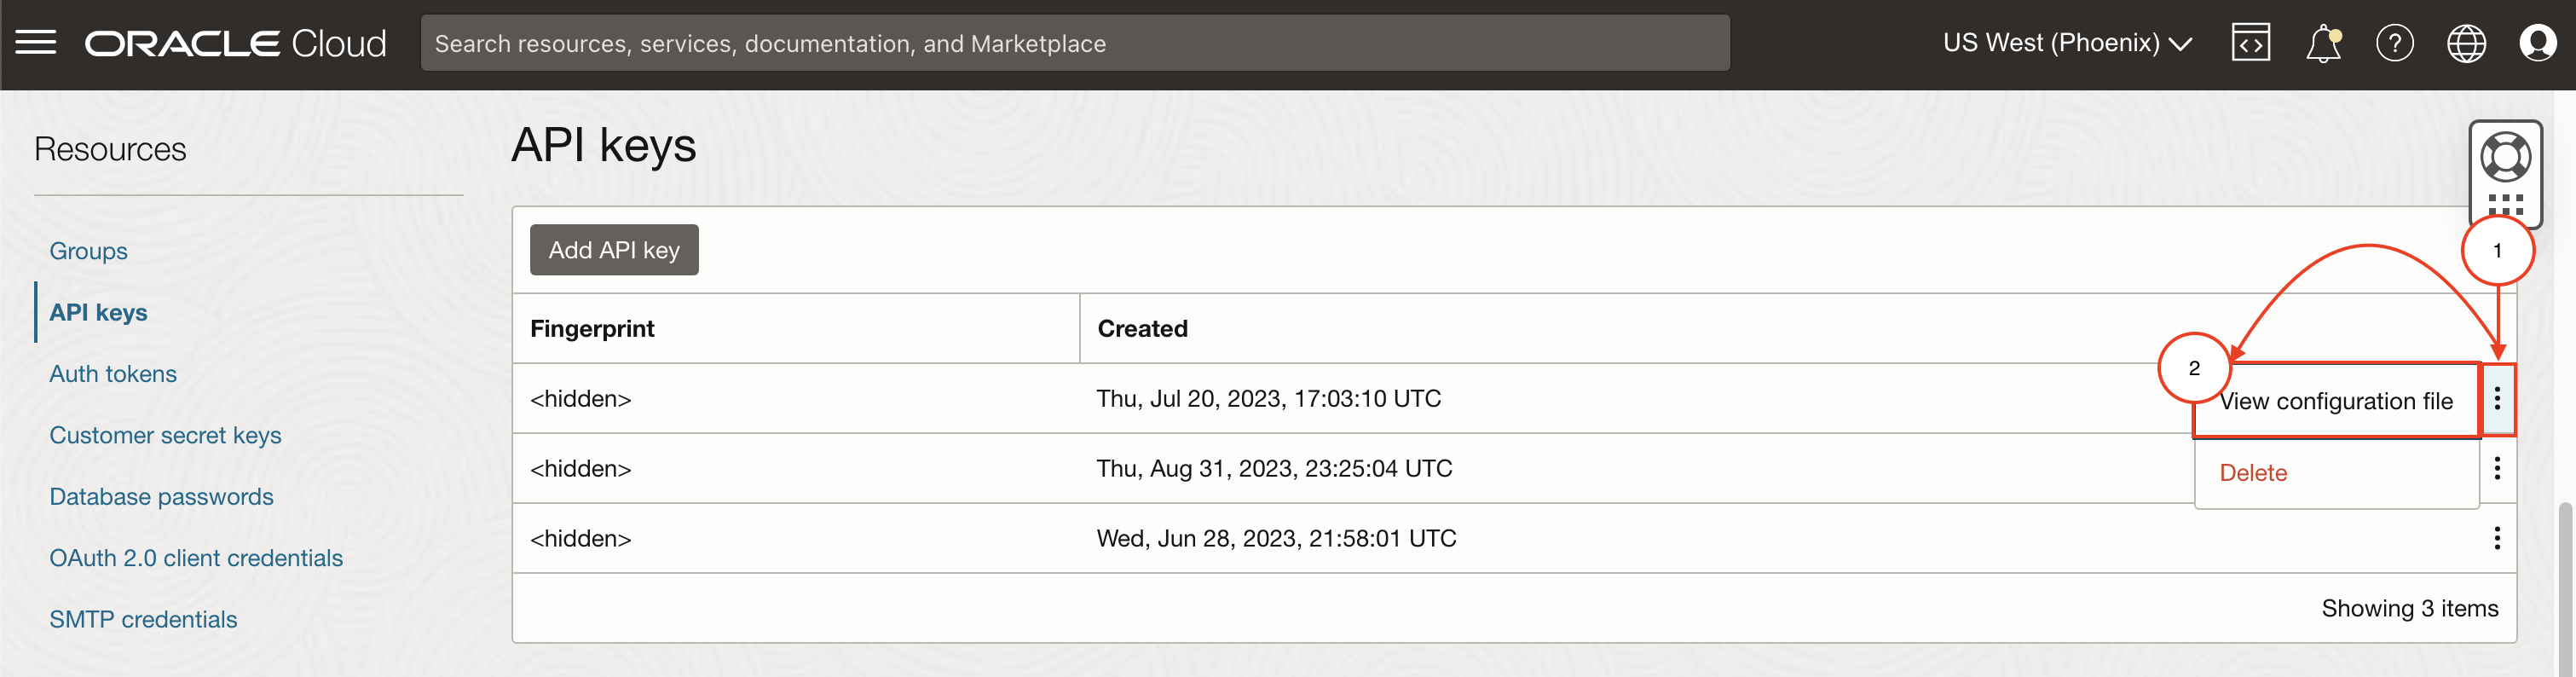 ORACLE Cloud
Search resources, services, documentation, and Marketplace
US West (Phoenix)
?
Resources
Groups
API keys
Auth tokens
Customer secret keys
Database passwords
OAuth 2.0 client credentials
SMTP credentials
API keys
Add API key
Fingerprint Created
<hidden> Thu, Jul 20, 2023, 17:03:10 UTC
<hidden> Thu, Aug 31, 2023, 23:25:04 UTC
<hidden> Wed, Jun 28, 2023, 21:58:01 UTC
Showing 3 items
1
2
View configuration file
Delete